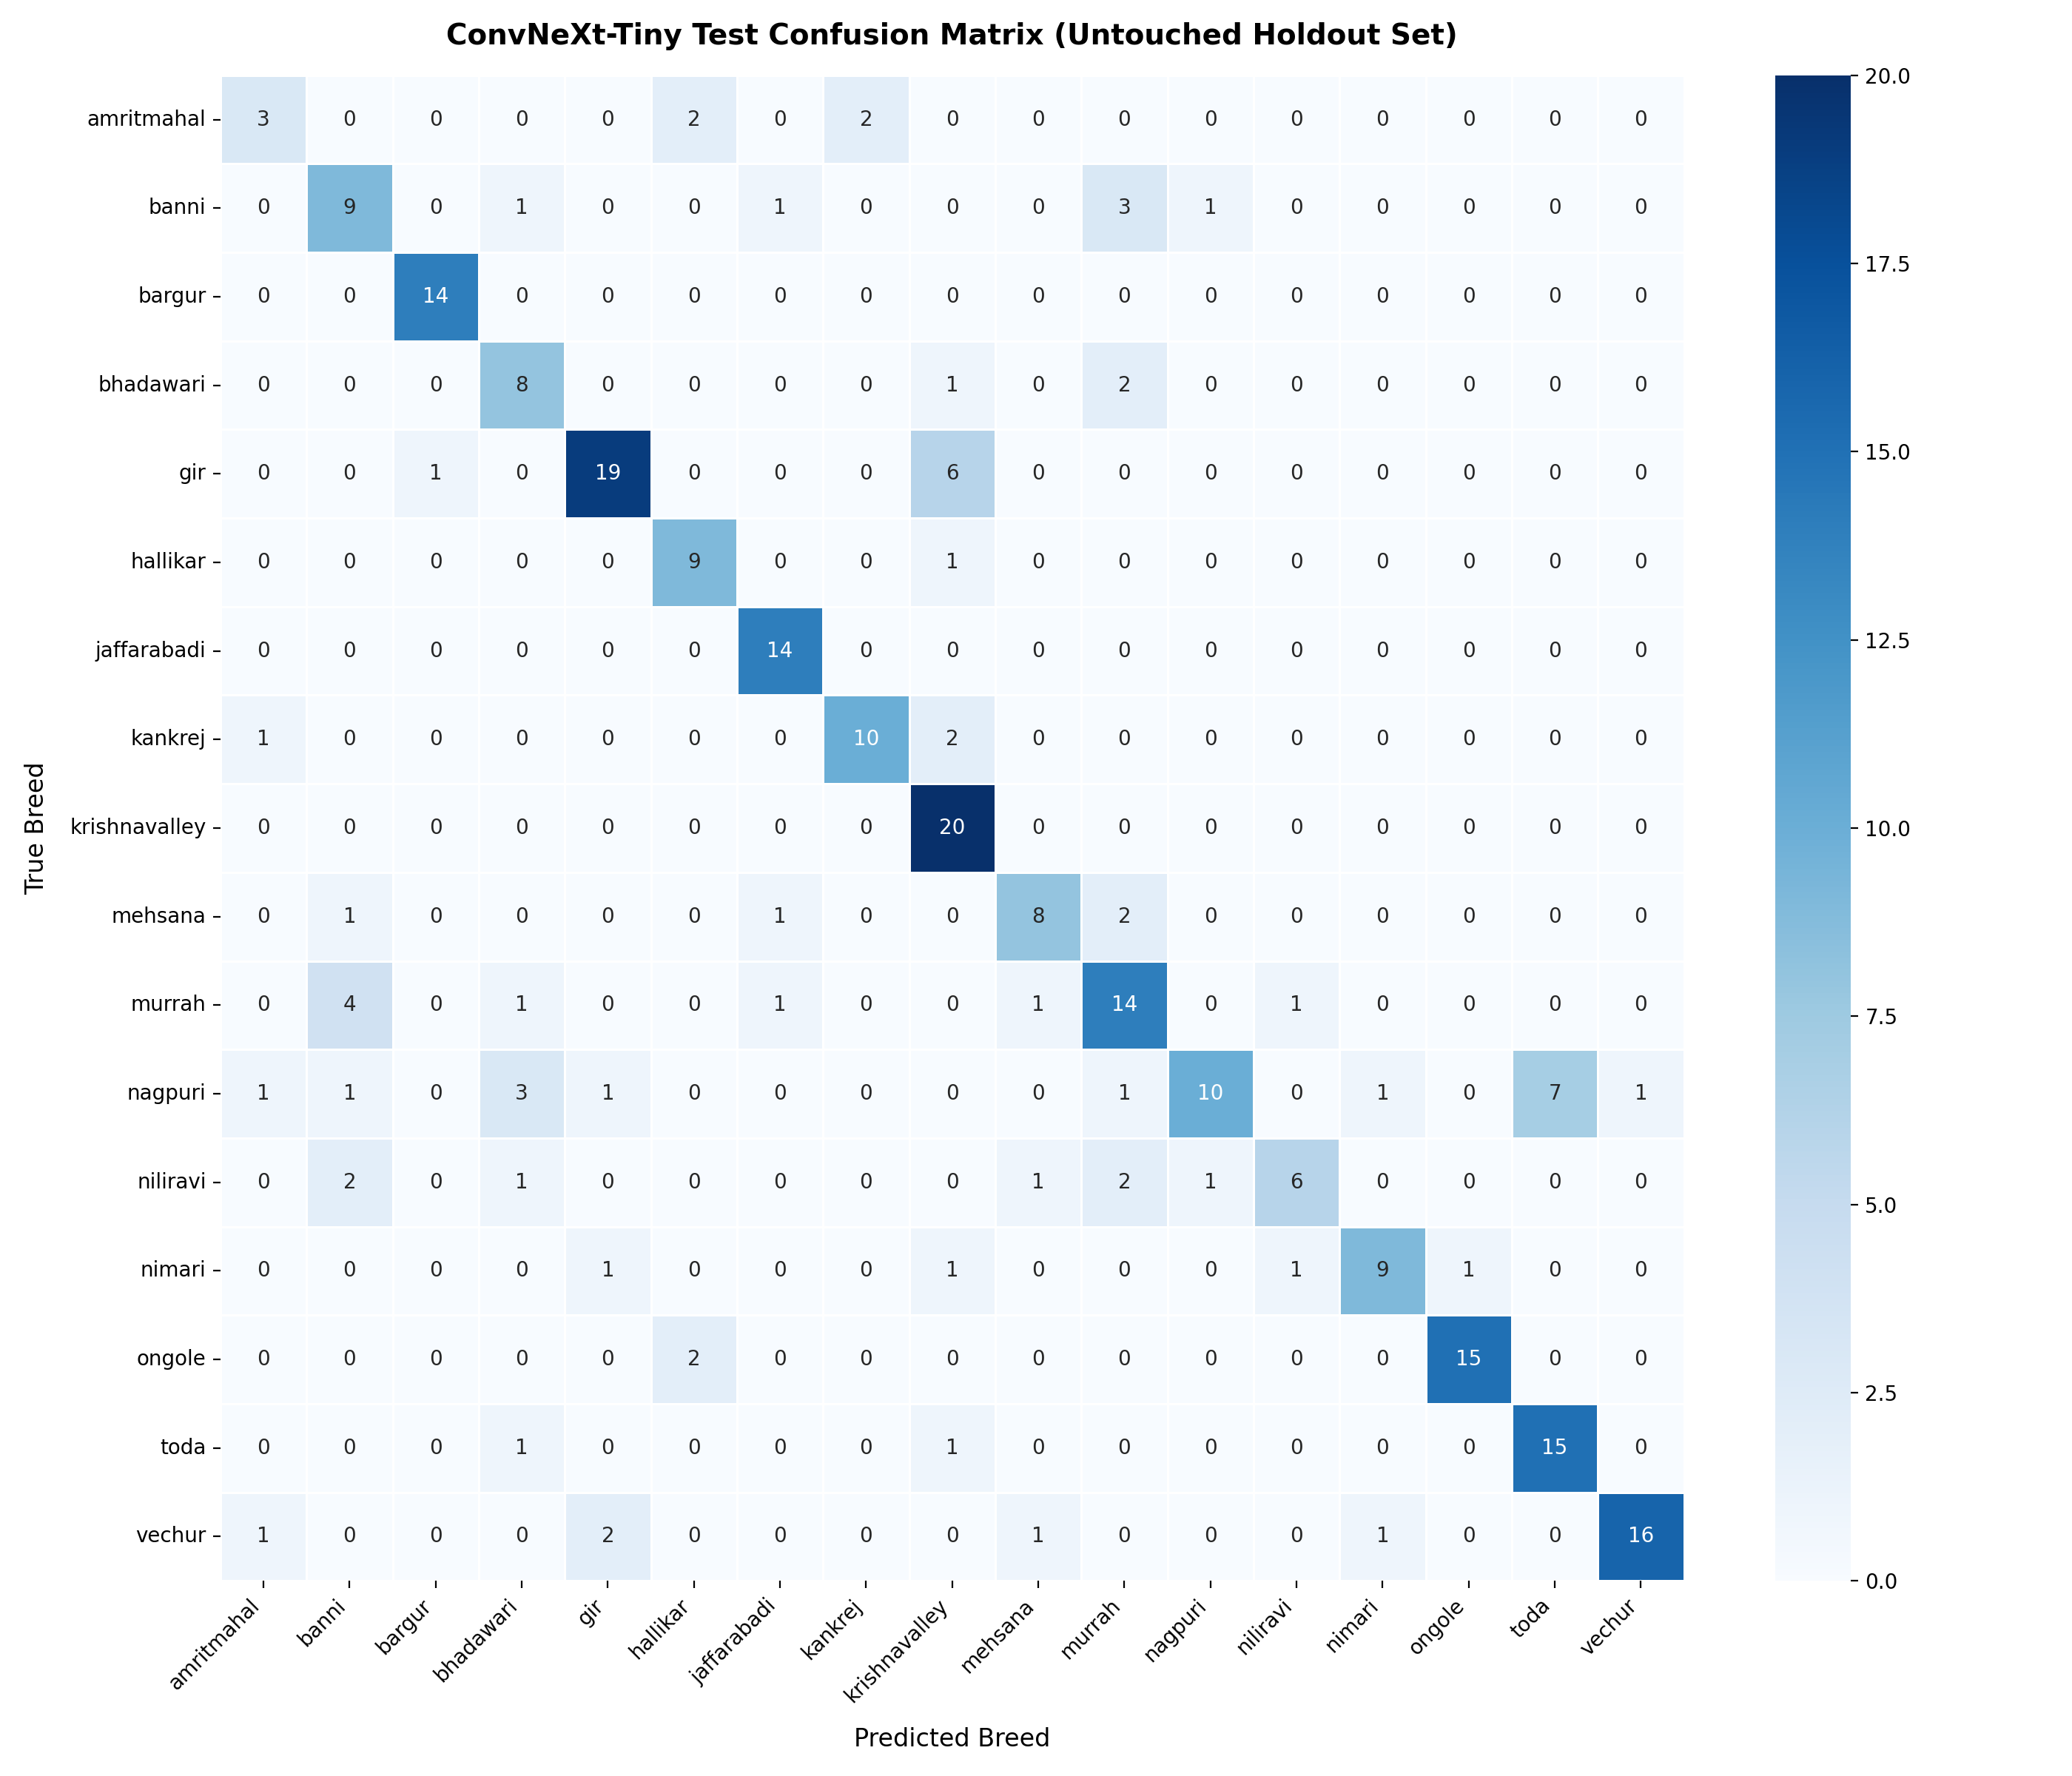 ConvNeXt-Tiny Test Confusion Matrix (Untouched Holdout Set)
amritmahal 3 0 0 0 0 2 0 2 0 0 0 0 0 0 0 0 0
banni 0 9 0 1 0 0 1 0 0 0 3 1 0 0 0 0 0
bargur 0 0 14 0 0 0 0 0 0 0 0 0 0 0 0 0 0
bhadawari 0 0 0 8 0 0 0 0 1 0 2 0 0 0 0 0 0
gir 0 0 1 0 19 0 0 0 6 0 0 0 0 0 0 0 0
hallikar 0 0 0 0 0 9 0 0 1 0 0 0 0 0 0 0 0
jaffarabadi 0 0 0 0 0 0 14 0 0 0 0 0 0 0 0 0 0
kankrej 1 0 0 0 0 0 0 10 2 0 0 0 0 0 0 0 0
krishnavalley 0 0 0 0 0 0 0 0 20 0 0 0 0 0 0 0 0
mehsana 0 1 0 0 0 0 1 0 0 8 2 0 0 0 0 0 0
murrah 0 4 0 1 0 0 1 0 0 1 14 0 1 0 0 0 0
nagpuri 1 1 0 3 1 0 0 0 0 0 1 10 0 1 0 7 1
niliravi 0 2 0 1 0 0 0 0 0 1 2 1 6 0 0 0 0
nimari 0 0 0 0 1 0 0 0 1 0 0 0 1 9 1 0 0
ongole 0 0 0 0 0 2 0 0 0 0 0 0 0 0 15 0 0
toda 0 0 0 1 0 0 0 0 1 0 0 0 0 0 0 15 0
vechur 1 0 0 0 2 0 0 0 0 1 0 0 0 1 0 0 16
amritmahal banni bargur bhadawari gir hallikar jaffarabadi kankrej krishnavalley mehsana murrah nagpuri niliravi nimari ongole toda vechur
Predicted Breed
True Breed
20.0
17.5
15.0
12.5
10.0
7.5
5.0
2.5
0.0